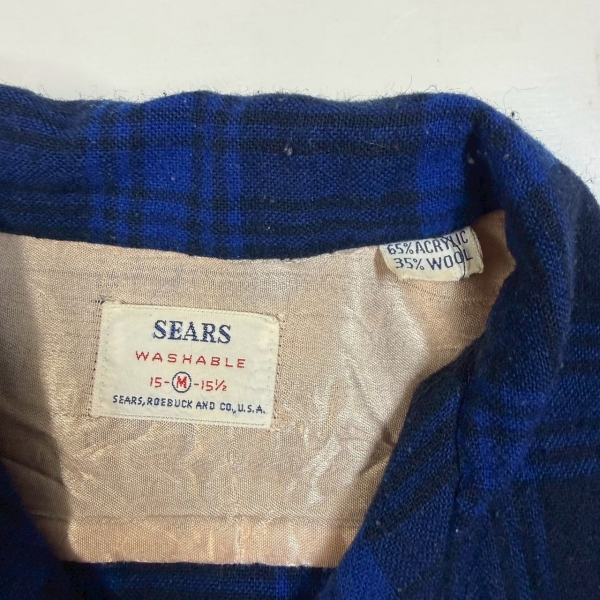 SEARS
WASHABLE
15-M-15½
SEARS, ROEBUCK AND CO., U.S.A.
65% ACRYLIC
35% WOOL